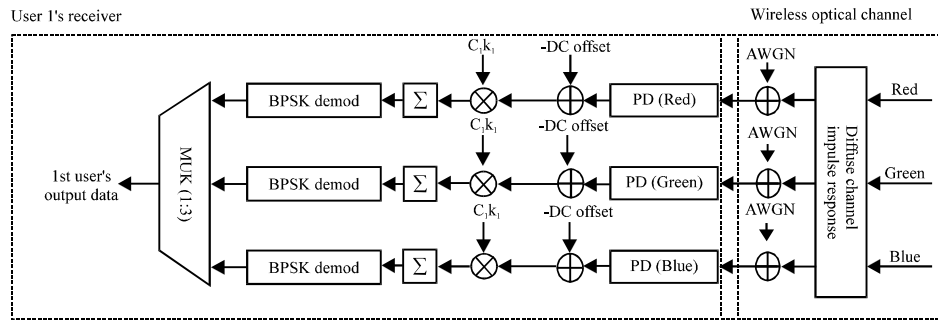 User 1's receiver
Wireless optical channel
C₁k₁
-DC offset
AWGN
BPSK demod
Σ
PD (Red)
Red
C₁k₁
-DC offset
AWGN
1st user's
output data
MUK (1:3)
BPSK demod
Σ
PD (Green)
Diffuse channel
impulse response
Green
C₁k₁
-DC offset
AWGN
BPSK demod
Σ
PD (Blue)
Blue